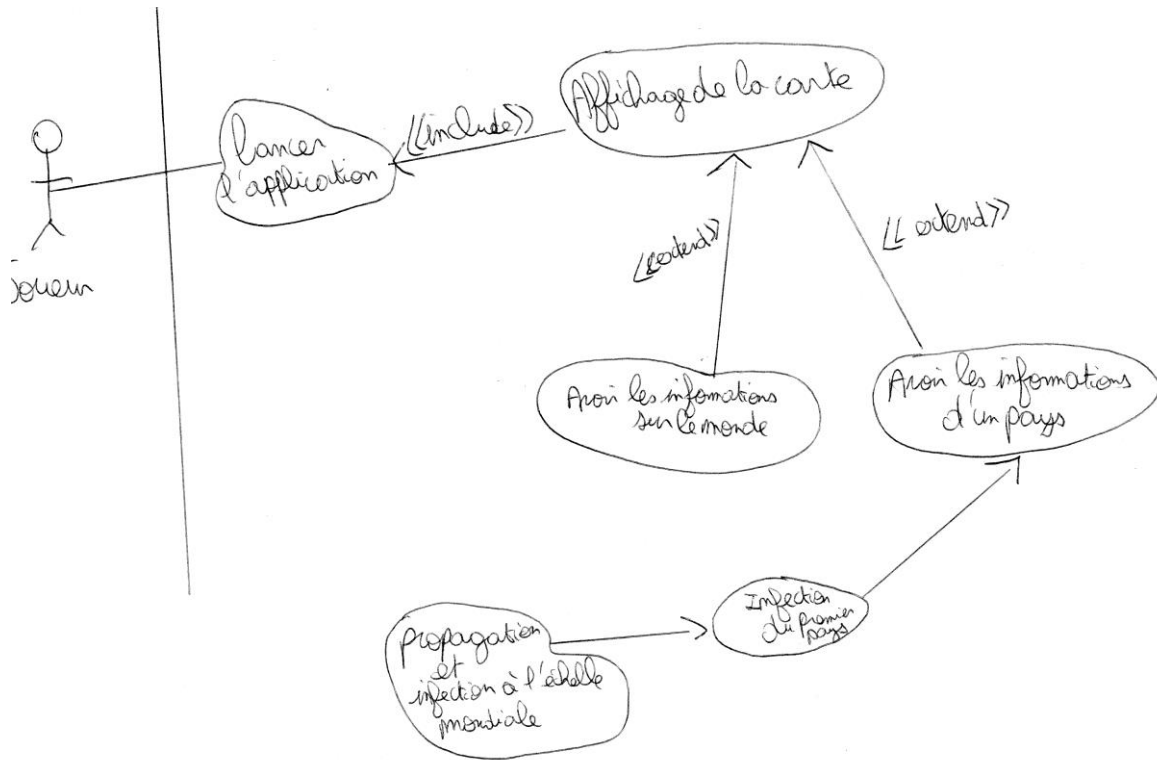 Affichage de la carte
<<include>>
lancer
l'application
<<extend>>
<<extend>>
Joueur
Avoir les informations
sur le monde
Avoir les informations
d'un pays
Infection
du premier
pays
propagation
et
infection à l'échelle
mondiale